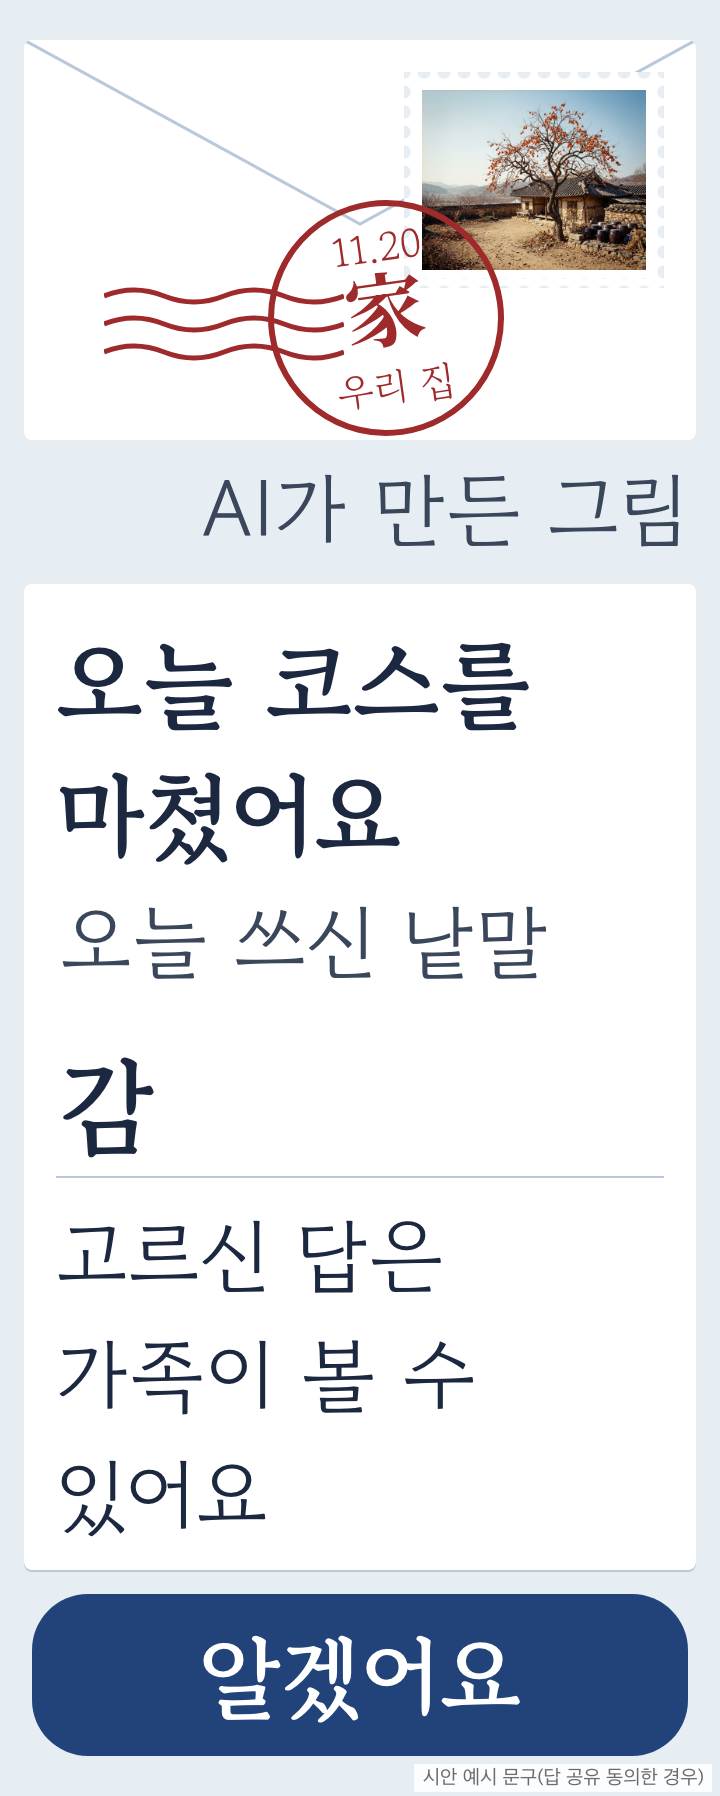 11.20
家
우리 집
AI가 만든 그림
오늘 코스를
마쳤어요
오늘 쓰신 낱말
감
고르신 답은
가족이 볼 수
있어요
알겠어요
시안 예시 문구(답 공유 동의한 경우)